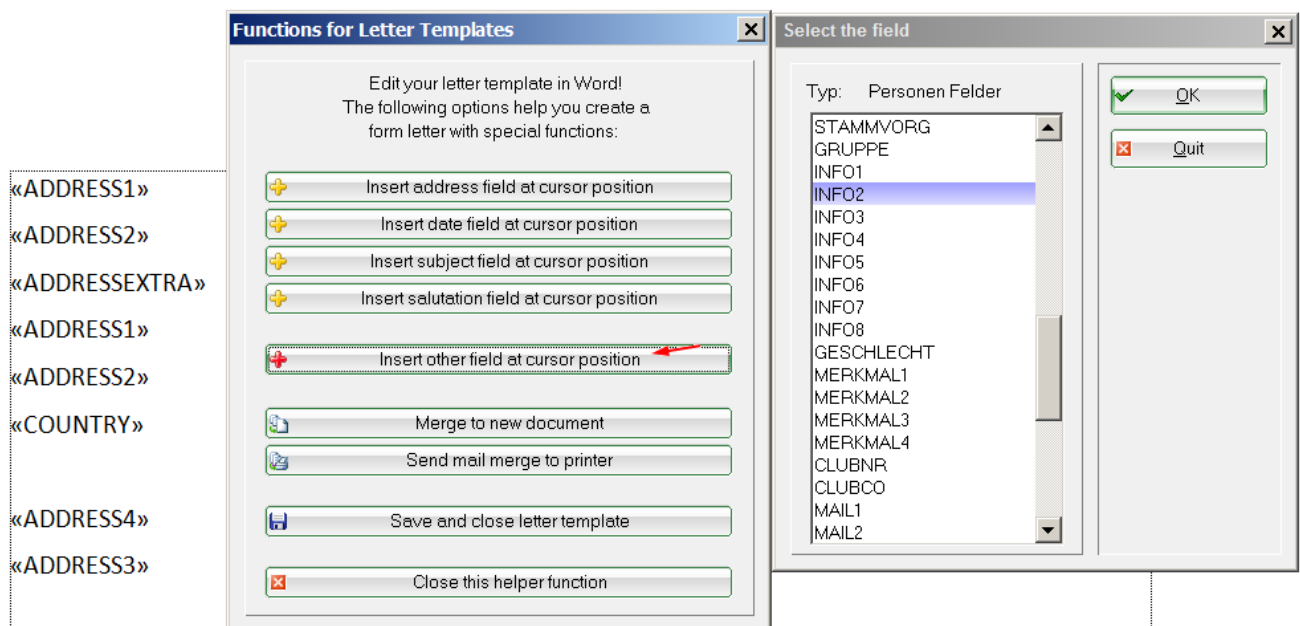 «ADDRESS1»
«ADDRESS2»
«ADDRESSEXTRA»
«ADDRESS1»
«ADDRESS2»
«COUNTRY»
«ADDRESS4»
«ADDRESS3»
Functions for Letter Templates
Edit your letter template in Word!
The following options help you create a
form letter with special functions:
Insert address field at cursor position
Insert date field at cursor position
Insert subject field at cursor position
Insert salutation field at cursor position
Insert other field at cursor position
Merge to new document
Send mail merge to printer
Save and close letter template
Close this helper function
Select the field
Typ: Personen Felder
STAMMVORG
GRUPPE
INFO1
INFO2
INFO3
INFO4
INFO5
INFO6
INFO7
INFO8
GESCHLECHT
MERKMAL1
MERKMAL2
MERKMAL3
MERKMAL4
CLUBNR
CLUBCO
MAIL1
MAIL2
OK
Quit